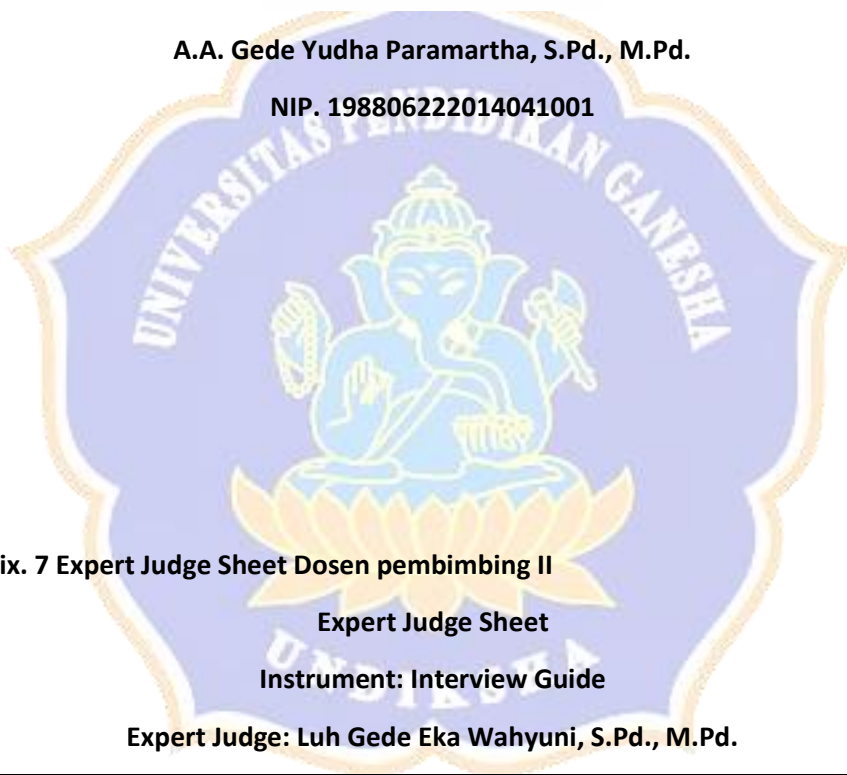 A.A. Gede Yudha Paramartha, S.Pd., M.Pd.
NIP. 198806222014041001
UNIVERSITAS PENDIDIKAN GANESHA
ix. 7 Expert Judge Sheet Dosen pembimbing II
Expert Judge Sheet
UNDIKSHA
Instrument: Interview Guide
Expert Judge: Luh Gede Eka Wahyuni, S.Pd., M.Pd.